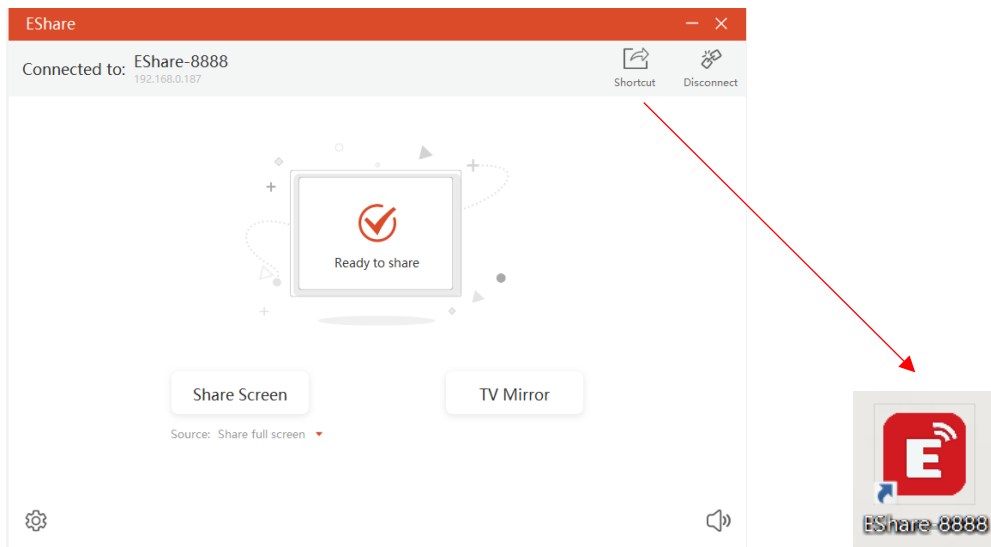 EShare
Connected to: EShare-8888
192.168.0.187
Shortcut
Disconnect
Ready to share
Share Screen
TV Mirror
Source: Share full screen
E
EShare-8888